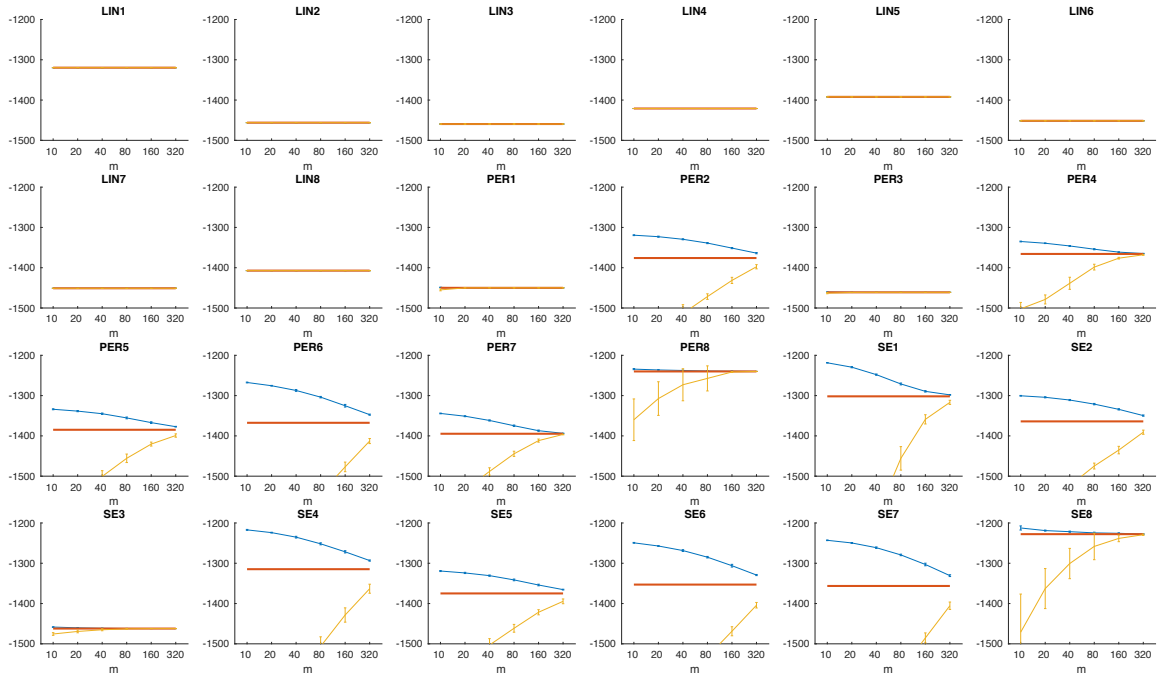 LIN1 LIN2 LIN3 LIN4 LIN5 LIN6
-1200 -1200 -1200 -1200 -1200 -1200
-1300 -1300 -1300 -1300 -1300 -1300
-1400 -1400 -1400 -1400 -1400 -1400
-1500 -1500 -1500 -1500 -1500 -1500
10 20 40 80 160 320 10 20 40 80 160 320 10 20 40 80 160 320 10 20 40 80 160 320 10 20 40 80 160 320 10 20 40 80 160 320
m m m m m m
LIN7 LIN8 PER1 PER2 PER3 PER4
-1200 -1200 -1200 -1200 -1200 -1200
-1300 -1300 -1300 -1300 -1300 -1300
-1400 -1400 -1400 -1400 -1400 -1400
-1500 -1500 -1500 -1500 -1500 -1500
10 20 40 80 160 320 10 20 40 80 160 320 10 20 40 80 160 320 10 20 40 80 160 320 10 20 40 80 160 320 10 20 40 80 160 320
m m m m m m
PER5 PER6 PER7 PER8 SE1 SE2
-1200 -1200 -1200 -1200 -1200 -1200
-1300 -1300 -1300 -1300 -1300 -1300
-1400 -1400 -1400 -1400 -1400 -1400
-1500 -1500 -1500 -1500 -1500 -1500
10 20 40 80 160 320 10 20 40 80 160 320 10 20 40 80 160 320 10 20 40 80 160 320 10 20 40 80 160 320 10 20 40 80 160 320
m m m m m m
SE3 SE4 SE5 SE6 SE7 SE8
-1200 -1200 -1200 -1200 -1200 -1200
-1300 -1300 -1300 -1300 -1300 -1300
-1400 -1400 -1400 -1400 -1400 -1400
-1500 -1500 -1500 -1500 -1500 -1500
10 20 40 80 160 320 10 20 40 80 160 320 10 20 40 80 160 320 10 20 40 80 160 320 10 20 40 80 160 320 10 20 40 80 160 320
m m m m m m